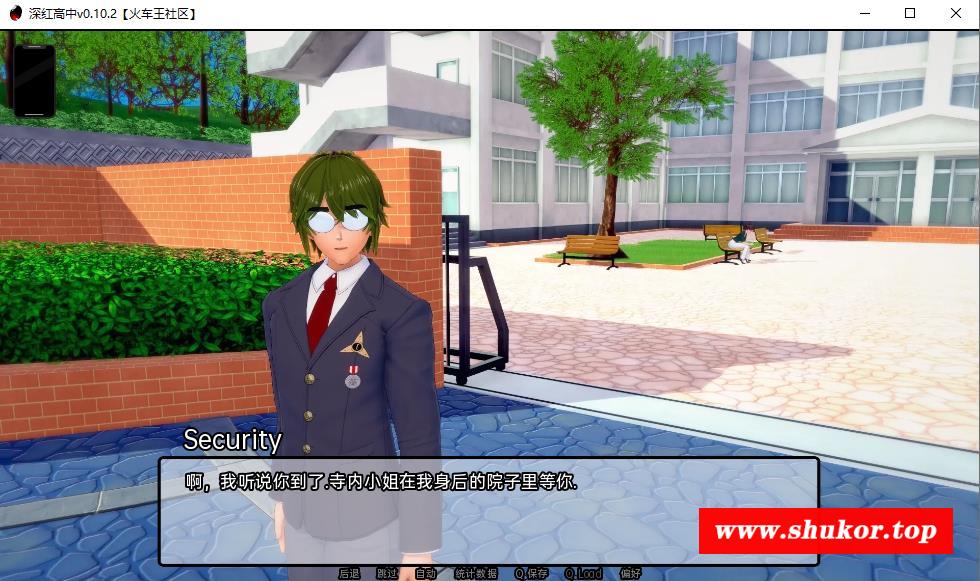 深红高中v0.10.2【火车王社区】
Security
啊，我听说你到了.寺内小姐在我身后的院子里等你.
www.shukor.top
后退 跳过 自动 统计数据 Q.保存 Q.Load 偏好